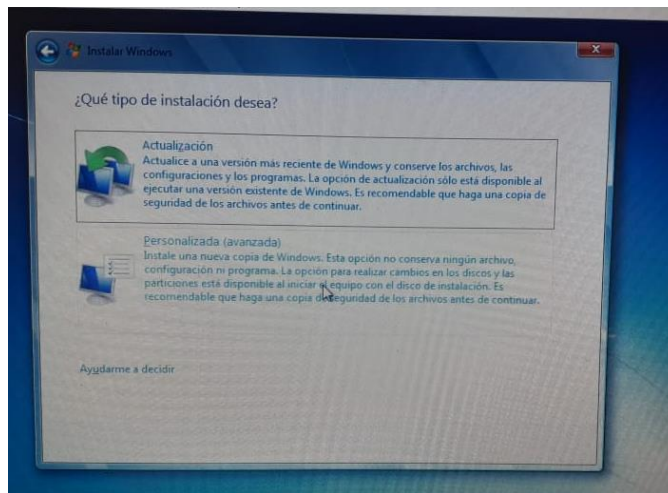 Instalar Windows
¿Qué tipo de instalación desea?
Actualización
Actualice a una versión más reciente de Windows y conserve los archivos, las
configuraciones y los programas. La opción de actualización sólo está disponible al
ejecutar una versión existente de Windows. Es recomendable que haga una copia de
seguridad de los archivos antes de continuar.
Personalizada (avanzada)
Instale una nueva copia de Windows. Esta opción no conserva ningún archivo,
configuración ni programa. La opción para realizar cambios en los discos y las
particiones está disponible al iniciar el equipo con el disco de instalación. Es
recomendable que haga una copia de seguridad de los archivos antes de continuar.
Ayudarme a decidir